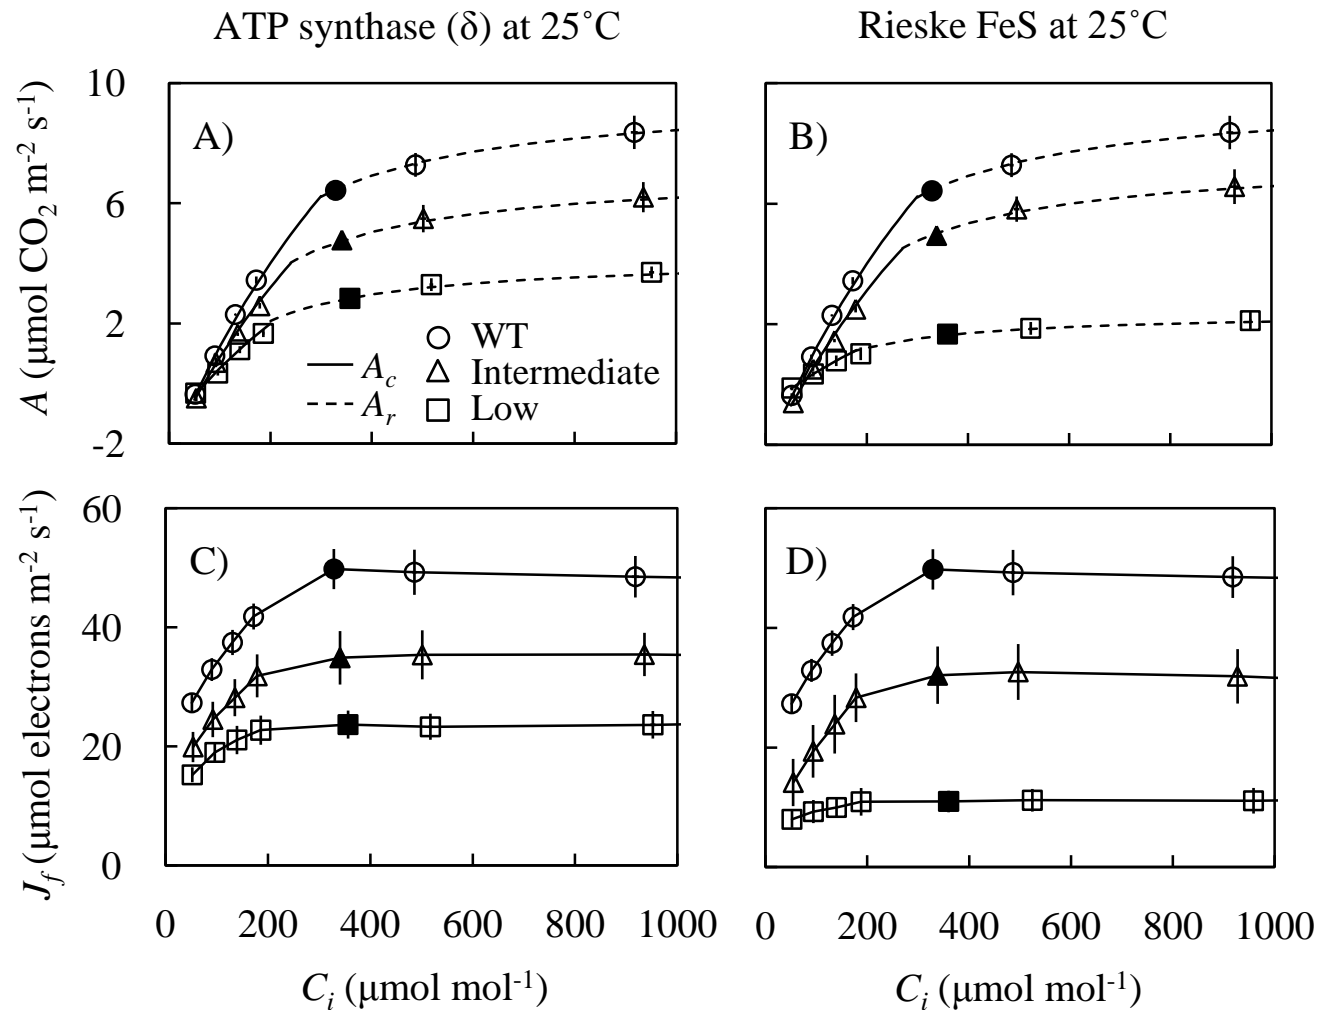 ATP synthase (δ) at 25˚C
Rieske FeS at 25˚C
A (μmol CO2 m-2 s-1)
10
6
2
-2
A)
WT
Intermediate
Low
Ac
Ar
B)
Jf (μmol electrons m-2 s-1)
60
40
20
0
C)
D)
0 200 400 600 800 1000
0 200 400 600 800 1000
Ci (μmol mol-1)
Ci (μmol mol-1)